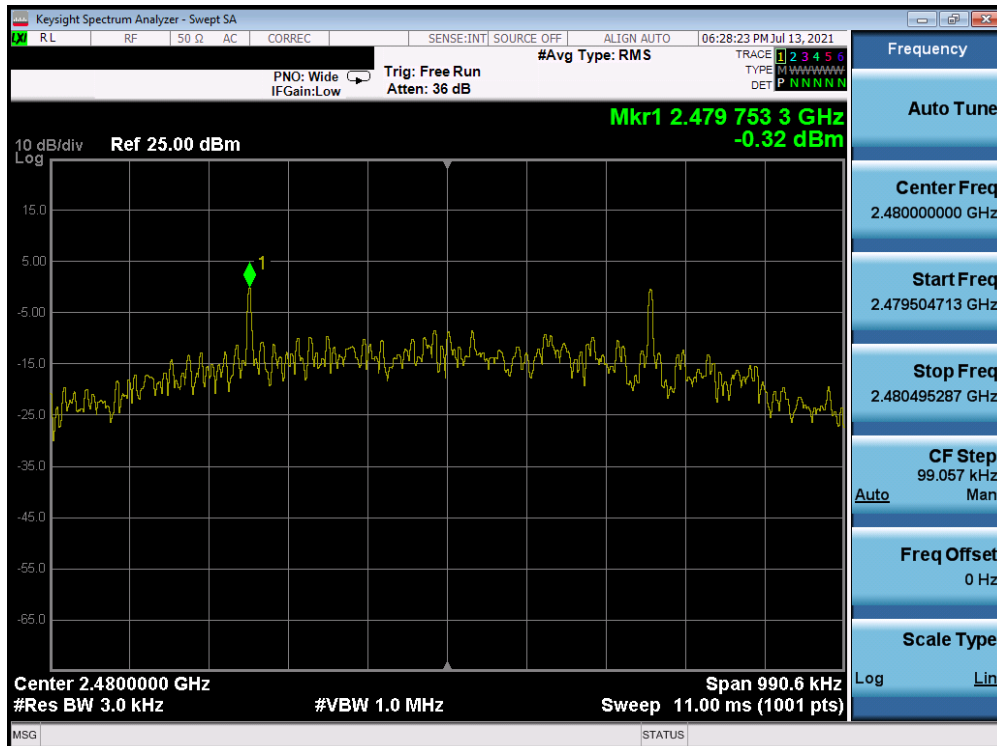 Keysight Spectrum Analyzer - Swept SA
LXI RL RF 50 Ω AC CORREC SENSE:INT SOURCE OFF ALIGN AUTO 06:28:23 PM Jul 13, 2021
#Avg Type: RMS
TRACE 1 2 3 4 5 6
PNO: Wide Trig: Free Run TYPE M W W W W W
IFGain:Low Atten: 36 dB DET P N N N N N
Mkr1 2.479 753 3 GHz
-0.32 dBm
10 dB/div Ref 25.00 dBm
Log
15.0
5.00
1
-5.00
-15.0
-25.0
-35.0
-45.0
-55.0
-65.0
Center 2.4800000 GHz Span 990.6 kHz
#Res BW 3.0 kHz #VBW 1.0 MHz Sweep 11.00 ms (1001 pts)
MSG STATUS
Frequency
Auto Tune
Center Freq
2.480000000 GHz
Start Freq
2.479504713 GHz
Stop Freq
2.480495287 GHz
CF Step
99.057 kHz
Auto Man
Freq Offset
0 Hz
Scale Type
Log Lin